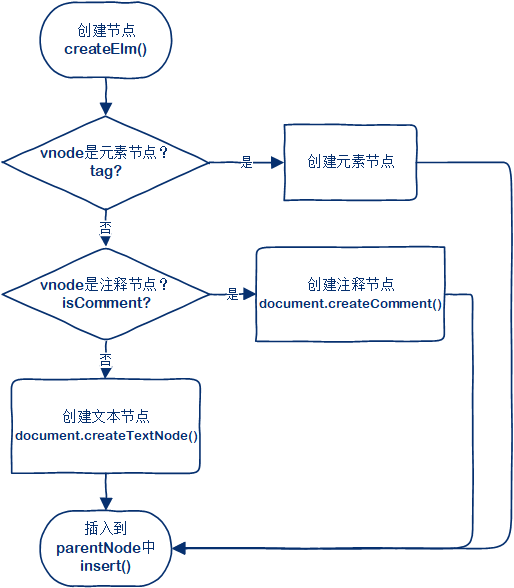 创建节点
createElm()
vnode是元素节点？
tag?
是
创建元素节点
否
vnode是注释节点？
isComment?
是
创建注释节点
document.createComment()
否
创建文本节点
document.createTextNode()
插入到
parentNode中
insert()